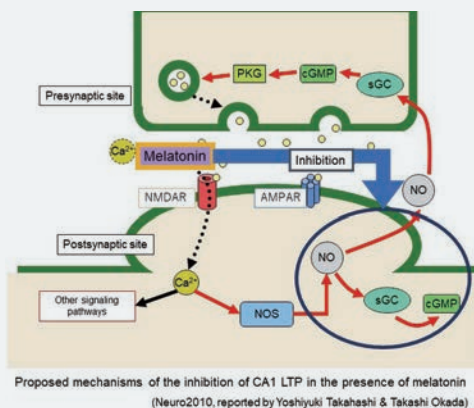 PKG
cGMP
sGC
Presynaptic site
Ca²⁺
Melatonin
Inhibition
NMDAR
AMPAR
NO
Postsynaptic site
NO
Ca²⁺
sGC
cGMP
Other signaling
pathways
NOS
Proposed mechanisms of the inhibition of CA1 LTP in the presence of melatonin
(Neuro2010, reported by Yoshiyuki Takahashi & Takashi Okada)